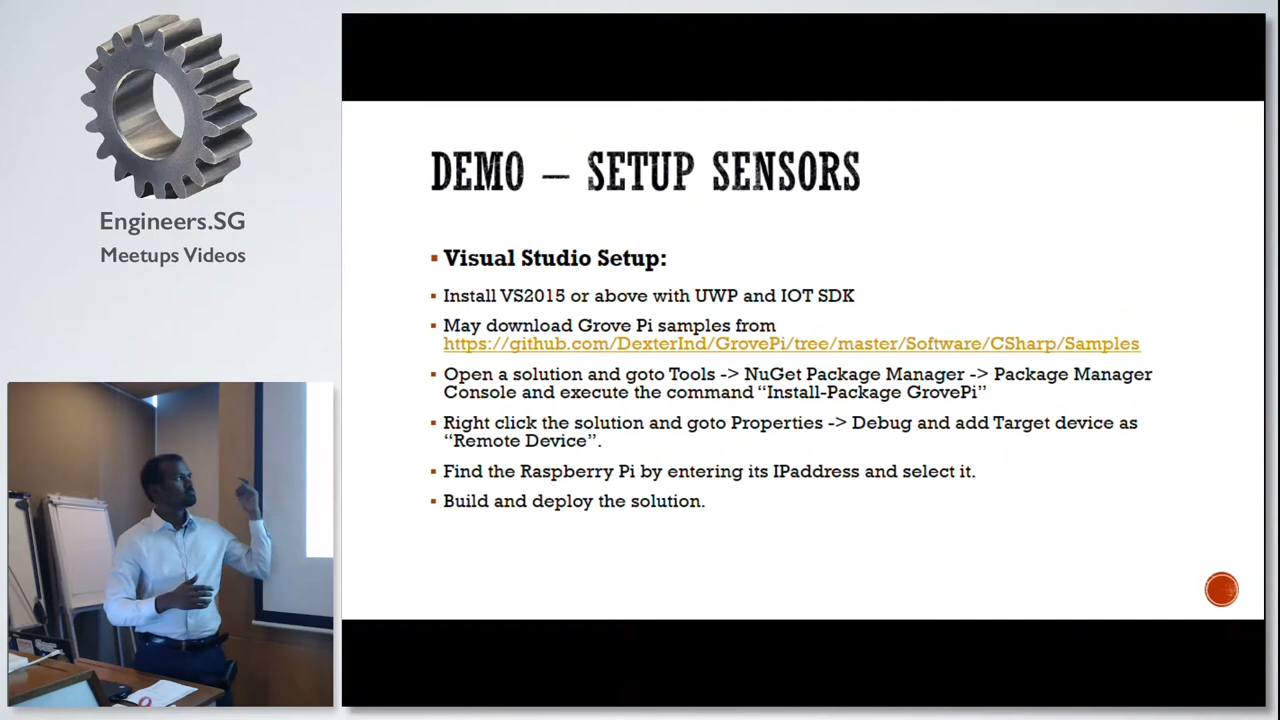 Engineers.SG
Meetups Videos
DEMO – SETUP SENSORS
▪ Visual Studio Setup:
▪ Install VS2015 or above with UWP and IOT SDK
▪ May download Grove Pi samples from
https://github.com/DexterInd/GrovePi/tree/master/Software/CSharp/Samples
▪ Open a solution and goto Tools -> NuGet Package Manager -> Package Manager
Console and execute the command “Install-Package GrovePi”
▪ Right click the solution and goto Properties -> Debug and add Target device as
“Remote Device”.
▪ Find the Raspberry Pi by entering its IPaddress and select it.
▪ Build and deploy the solution.